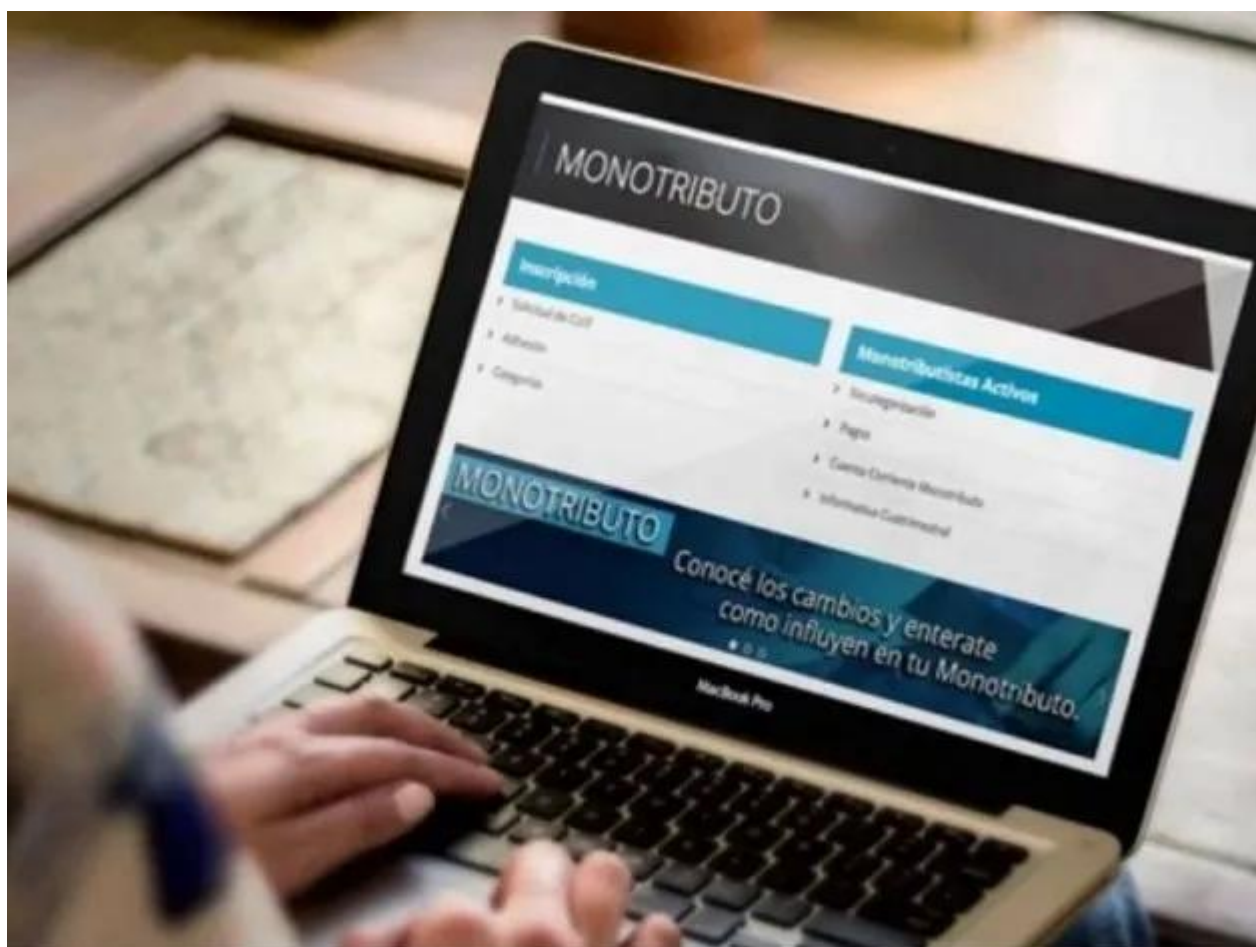 MONOTRIBUTO
Inscripción
Solicitud de CUIT
Adhesión
Categorías
Monotributistas Activos
Recategorización
Pagos
Cuenta Corriente Monotributo
Informativa Cuatrimestral
MONOTRIBUTO
Conocé los cambios y enterate
como influyen en tu Monotributo.
MacBook Pro